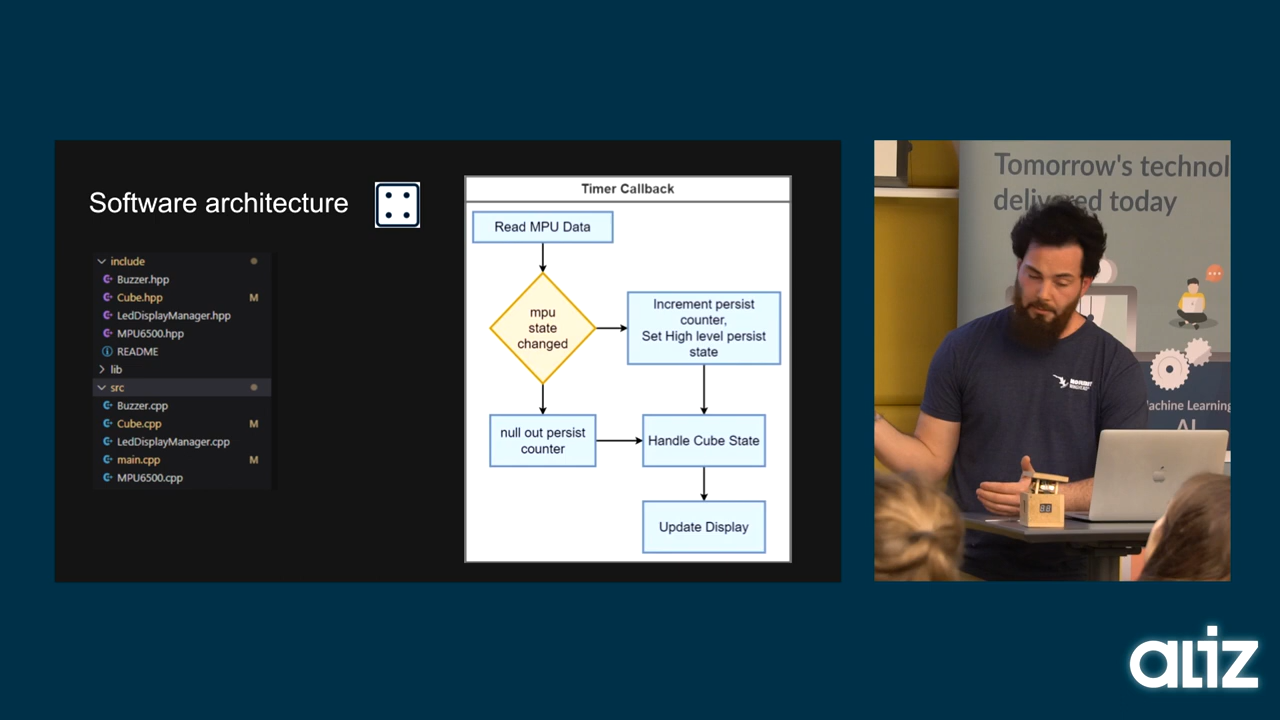 Software architecture
include
Buzzer.hpp
Cube.hpp M
LedDisplayManager.hpp
MPU6500.hpp
README
lib
src
Buzzer.cpp
Cube.cpp M
LedDisplayManager.cpp
main.cpp M
MPU6500.cpp
Timer Callback
Read MPU Data
mpu
state
changed
Increment persist
counter,
Set High level persist
state
null out persist
counter
Handle Cube State
Update Display
Tomorrow's technol
delivered today
achine Learning
AI
aliz